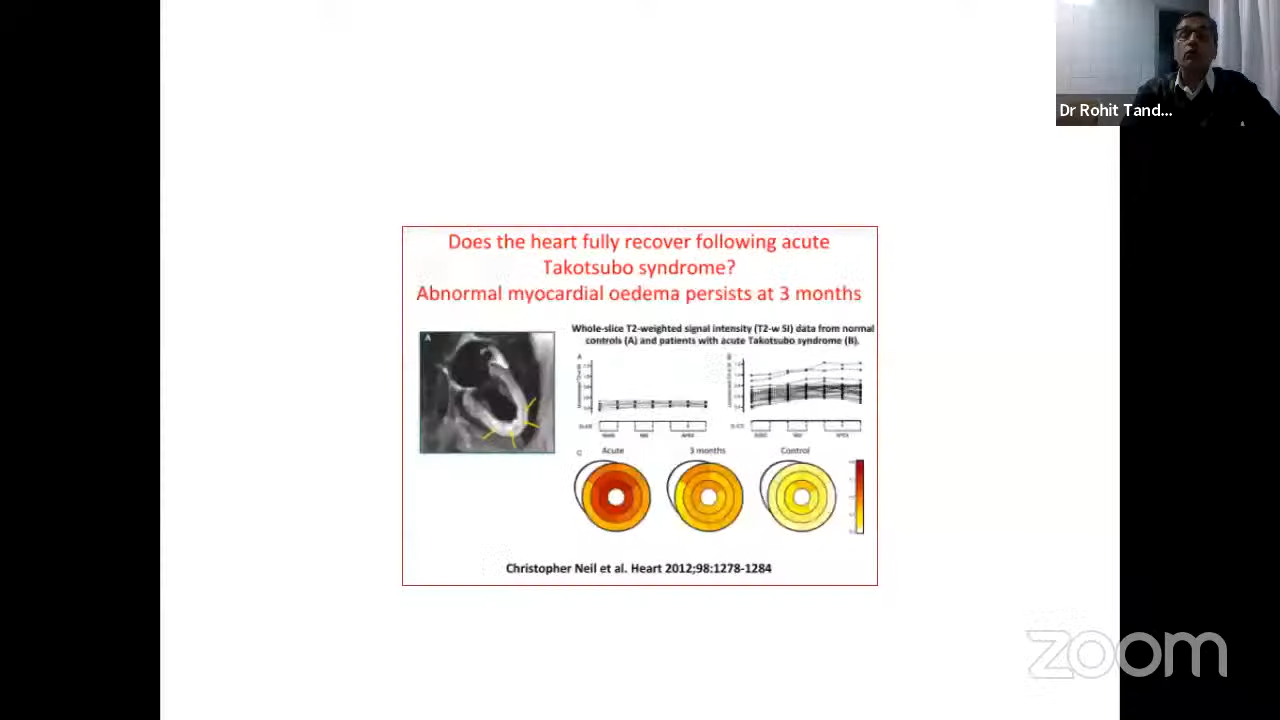 Dr Rohit Tand...
Does the heart fully recover following acute
Takotsubo syndrome?
Abnormal myocardial oedema persists at 3 months
Whole-slice T2-weighted signal intensity (T2-w SI) data from normal
controls (A) and patients with acute Takotsubo syndrome (B).
A
A
B
C
Acute
3 months
Control
Christopher Neil et al. Heart 2012;98:1278-1284
zoom